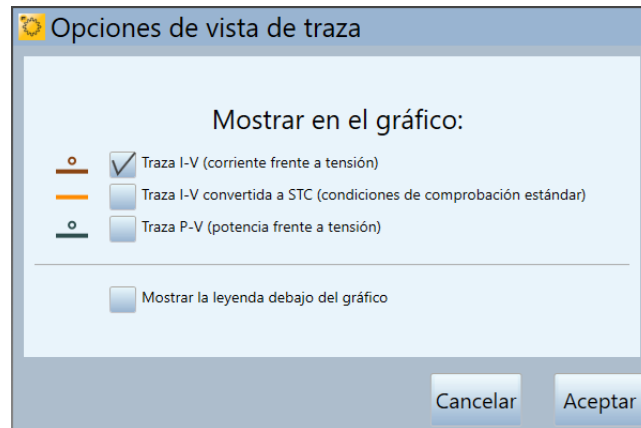 Opciones de vista de traza
Mostrar en el gráfico:
Traza I-V (corriente frente a tensión)
Traza I-V convertida a STC (condiciones de comprobación estándar)
Traza P-V (potencia frente a tensión)
Mostrar la leyenda debajo del gráfico
Cancelar Aceptar